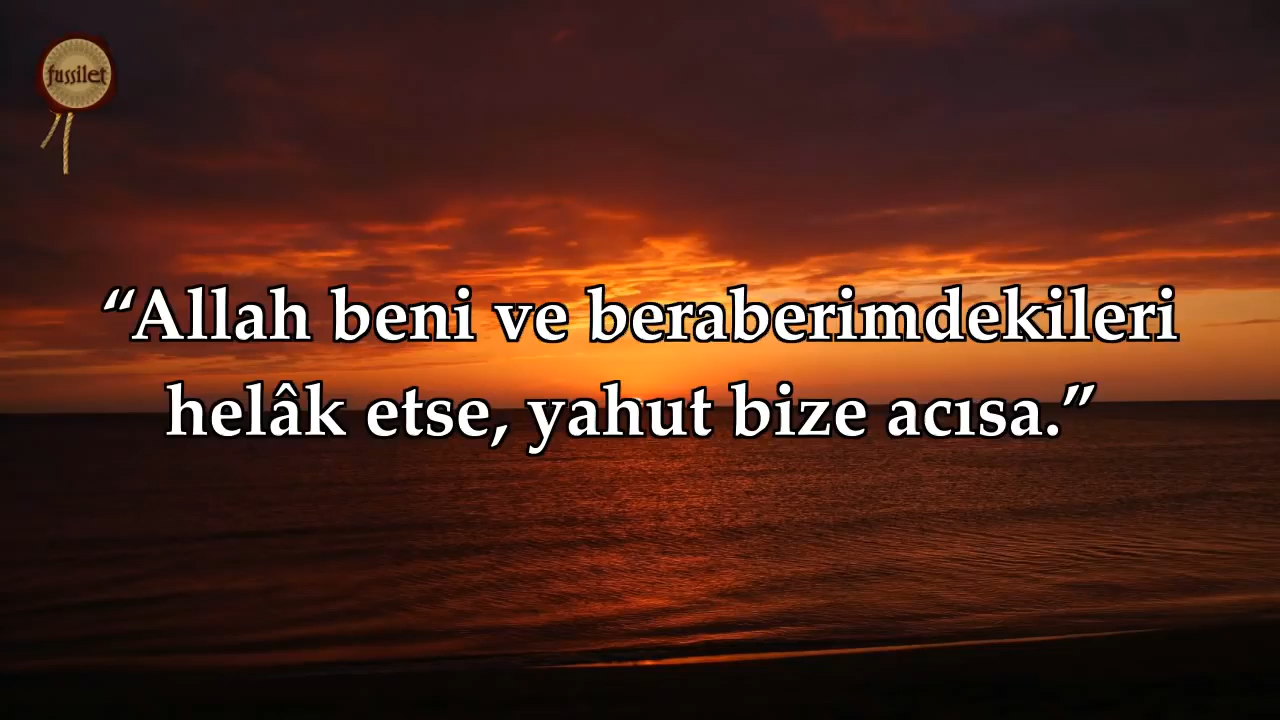 fussilet
“Allah beni ve beraberimdekileri
helâk etse, yahut bize acısa.”